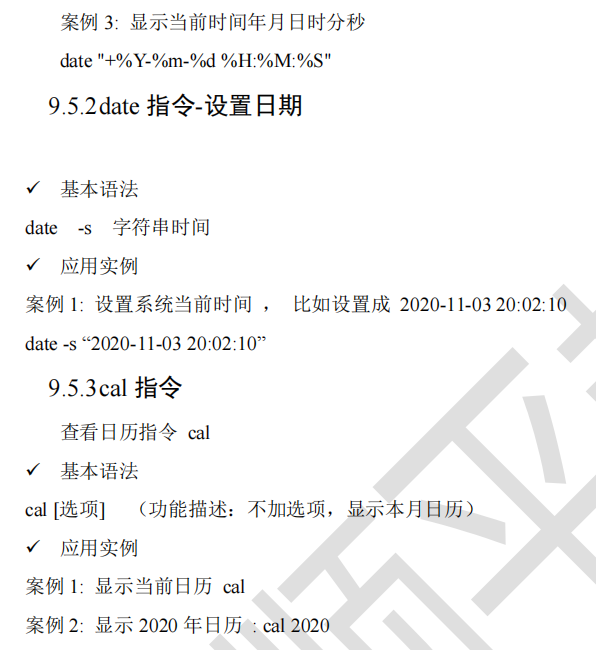 案例 3: 显示当前时间年月日时分秒
date "+%Y-%m-%d %H:%M:%S"
9.5.2date 指令-设置日期
✓ 基本语法
date -s 字符串时间
✓ 应用实例
案例 1: 设置系统当前时间 ， 比如设置成 2020-11-03 20:02:10
date -s “2020-11-03 20:02:10”
9.5.3cal 指令
查看日历指令 cal
✓ 基本语法
cal [选项] （功能描述：不加选项，显示本月日历）
✓ 应用实例
案例 1: 显示当前日历 cal
案例 2: 显示 2020 年日历 : cal 2020
顺平